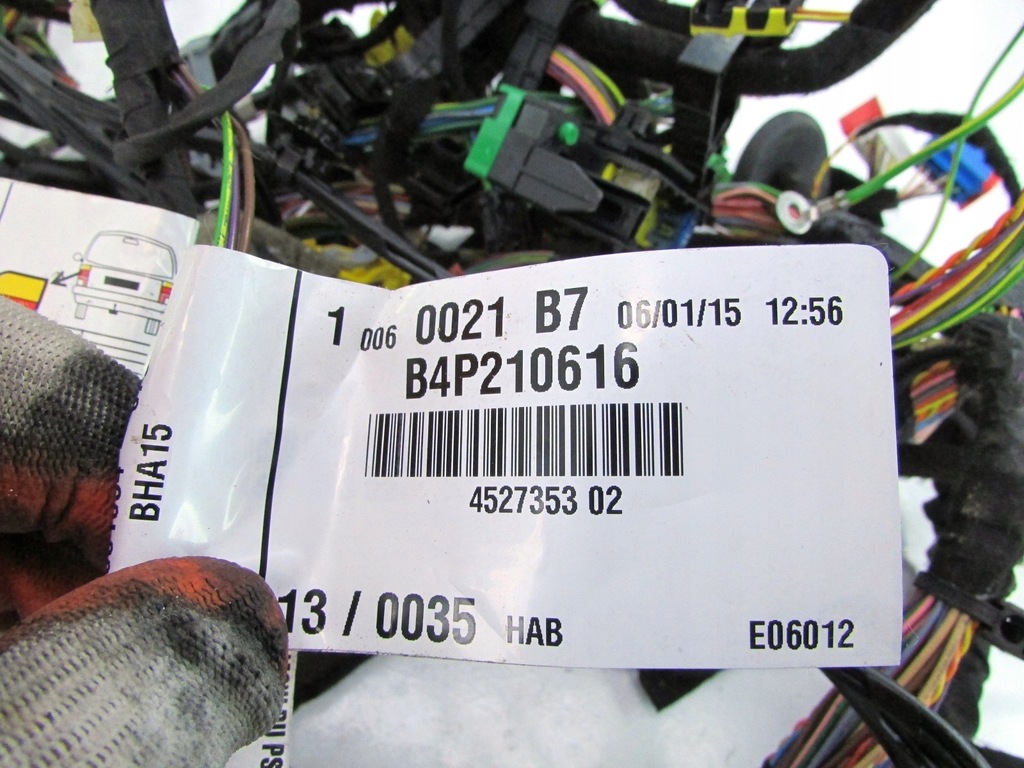 1 006 0021 B7 06/01/15 12:56
B4P210616
4527353 02
13 / 0035 HAB E06012
BHA15